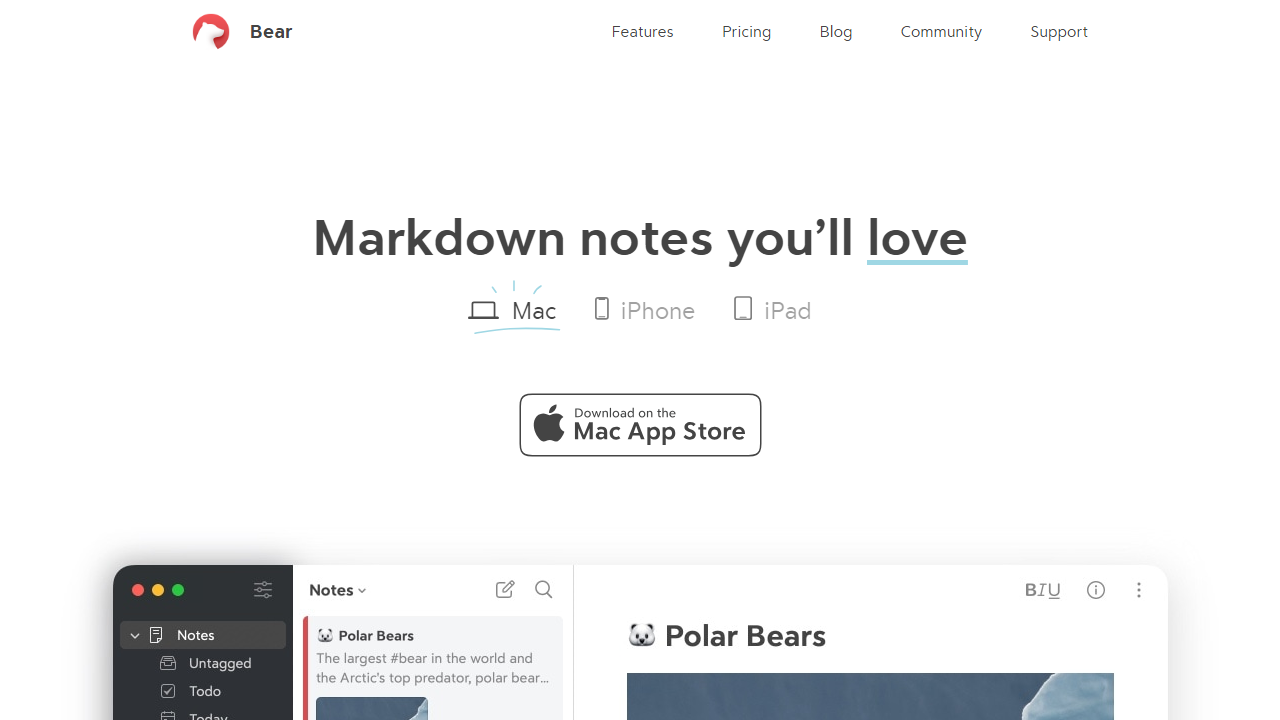 Bear
Features
Pricing
Blog
Community
Support
Markdown notes you’ll love
Mac
iPhone
iPad
Download on the
Mac App Store
Notes
BIU
Notes
🐼 Polar Bears
🐼 Polar Bears
The largest #bear in the world and
the Arctic’s top predator, polar bear...
Untagged
Todo
Today